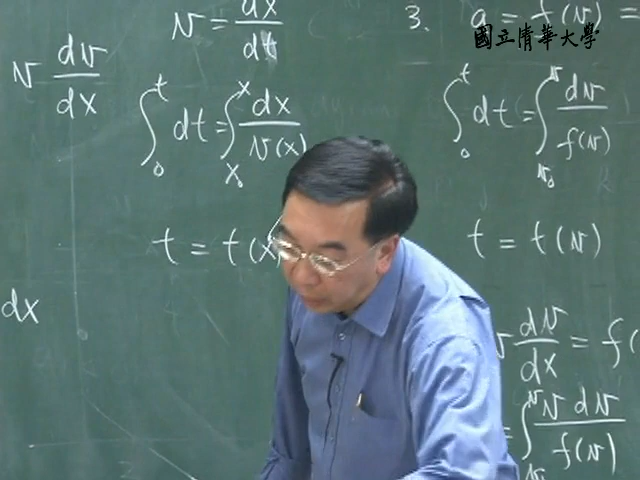 v dv/dx
dx
v = dx/dt
∫₀ᵗ dt = ∫ₓ₀ˣ dx/v(x)
t = t(x
3. a = f(v) =
國立清華大學
∫₀ᵗ dt = ∫ᵥ₀ᵛ dv/f(v)
t = t(v)
v dv/dx = f(
= ∫ᵥ₀ᵛ v dv/f(v)